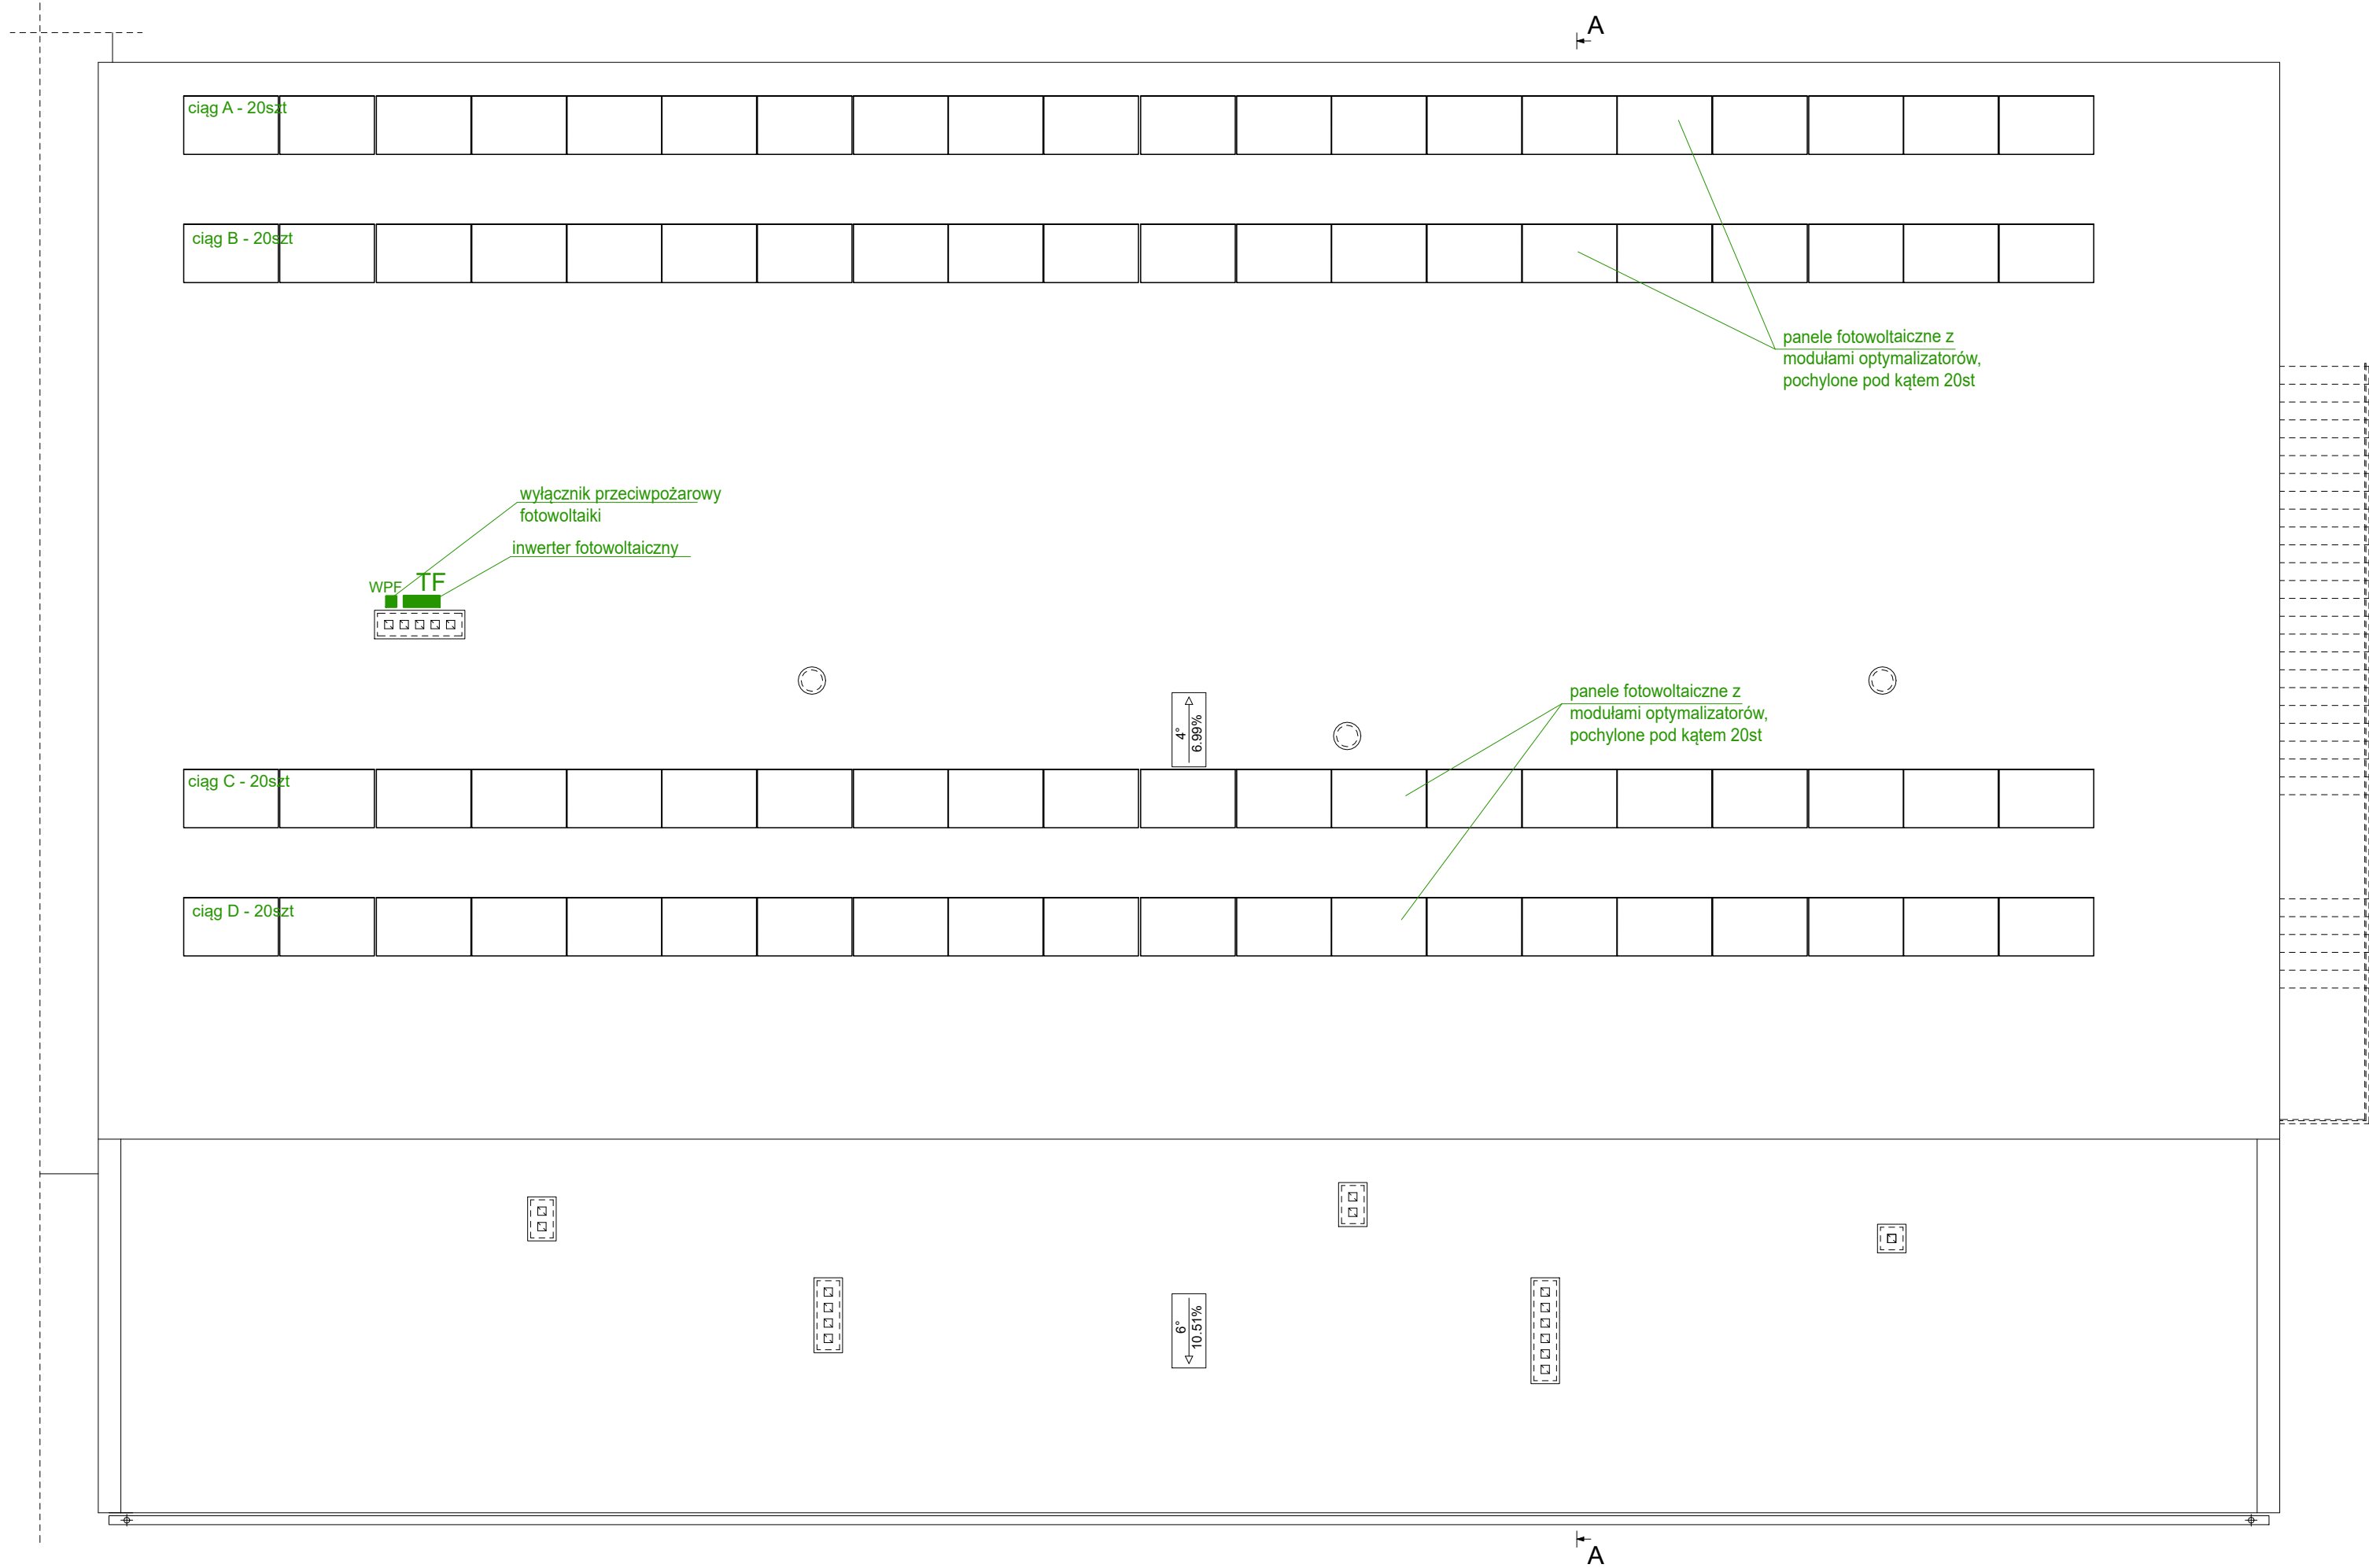 A
ciąg A - 20szt
ciąg B - 20szt
panele fotowoltaiczne z
modułami optymalizatorów,
pochylone pod kątem 20st
wyłącznik przeciwpożarowy
fotowoltaiki
inwerter fotowoltaiczny
WPF
TF
panele fotowoltaiczne z
modułami optymalizatorów,
pochylone pod kątem 20st
4°
6.99%
ciąg C - 20szt
ciąg D - 20szt
6°
10.51%
A